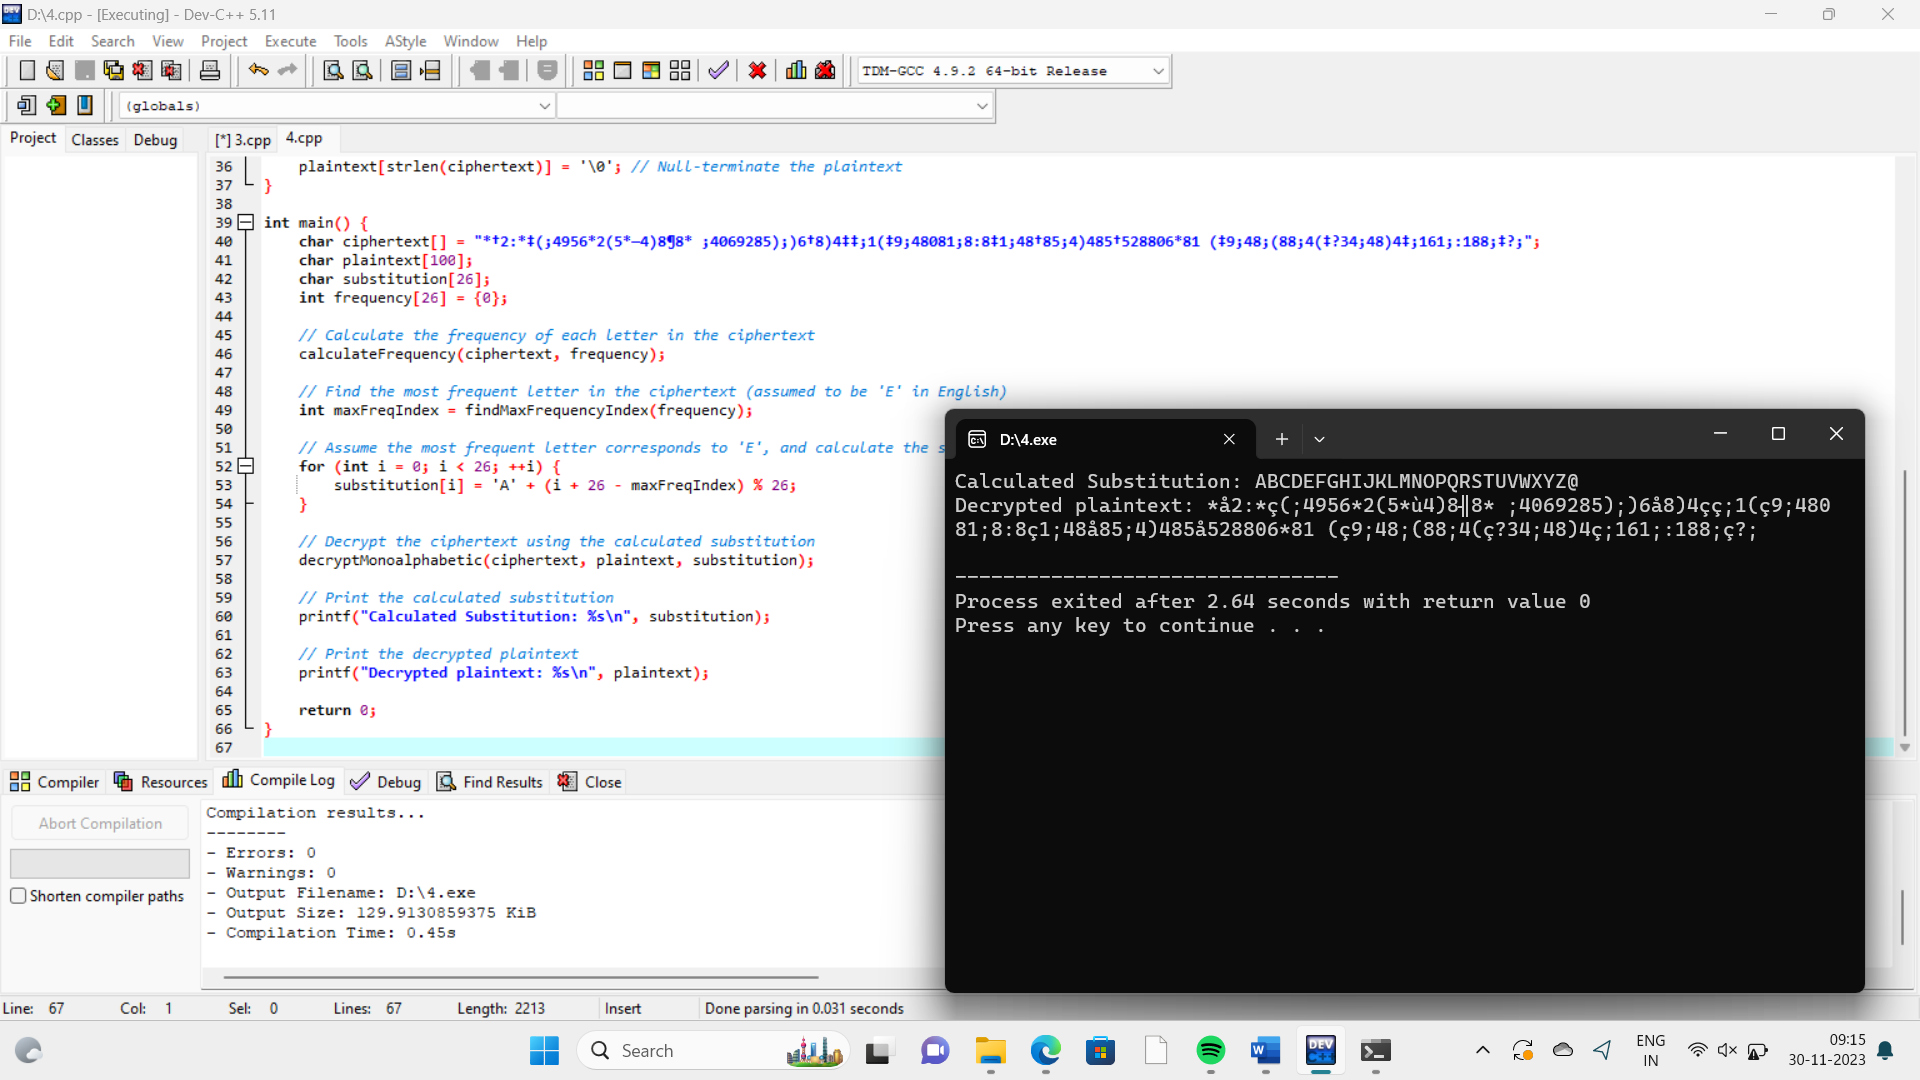 D:\4.cpp - [Executing] - Dev-C++ 5.11
File Edit Search View Project Execute Tools AStyle Window Help
TDM-GCC 4.9.2 64-bit Release
(globals)
Project Classes Debug [*] 3.cpp 4.cpp
36 plaintext[strlen(ciphertext)] = '\0'; // Null-terminate the plaintext
37 }
38
39 int main() {
40 char ciphertext[] = "*†2:*‡(;4956*2(5*—4)8¶8* ;4069285);)6†8)4‡‡;1(‡9;48081;8:8‡1;48†85;4)485†528806*81 (‡9;48;(88;4(‡?34;48)4‡;161;:188;‡?;";
41 char plaintext[100];
42 char substitution[26];
43 int frequency[26] = {0};
44
45 // Calculate the frequency of each letter in the ciphertext
46 calculateFrequency(ciphertext, frequency);
47
48 // Find the most frequent letter in the ciphertext (assumed to be 'E' in English)
49 int maxFreqIndex = findMaxFrequencyIndex(frequency);
50
51 // Assume the most frequent letter corresponds to 'E', and calculate the s
52 for (int i = 0; i < 26; ++i) {
53 substitution[i] = 'A' + (i + 26 - maxFreqIndex) % 26;
54 }
55
56 // Decrypt the ciphertext using the calculated substitution
57 decryptMonoalphabetic(ciphertext, plaintext, substitution);
58
59 // Print the calculated substitution
60 printf("Calculated Substitution: %s\n", substitution);
61
62 // Print the decrypted plaintext
63 printf("Decrypted plaintext: %s\n", plaintext);
64
65 return 0;
66 }
67
D:\4.exe
Calculated Substitution: ABCDEFGHIJKLMNOPQRSTUVWXYZ@
Decrypted plaintext: *å2:*ç(;4956*2(5*ù4)8╢8* ;4069285);)6å8)4çç;1(ç9;480
81;8:8ç1;48å85;4)485å528806*81 (ç9;48;(88;4(ç?34;48)4ç;161;:188;ç?;
--------------------------------
Process exited after 2.64 seconds with return value 0
Press any key to continue . . .
Compiler Resources Compile Log Debug Find Results Close
Abort Compilation
Shorten compiler paths
Compilation results...
--------
- Errors: 0
- Warnings: 0
- Output Filename: D:\4.exe
- Output Size: 129.9130859375 KiB
- Compilation Time: 0.45s
Line: 67 Col: 1 Sel: 0 Lines: 67 Length: 2213 Insert Done parsing in 0.031 seconds
Search
ENG
IN
09:15
30-11-2023